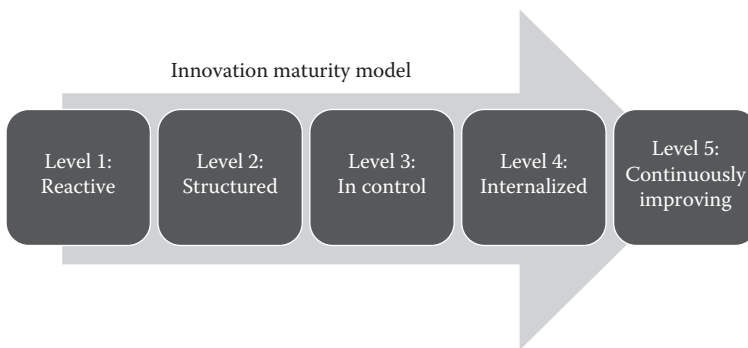 Innovation maturity model
Level 1:
Reactive
Level 2:
Structured
Level 3:
In control
Level 4:
Internalized
Level 5:
Continuously
improving